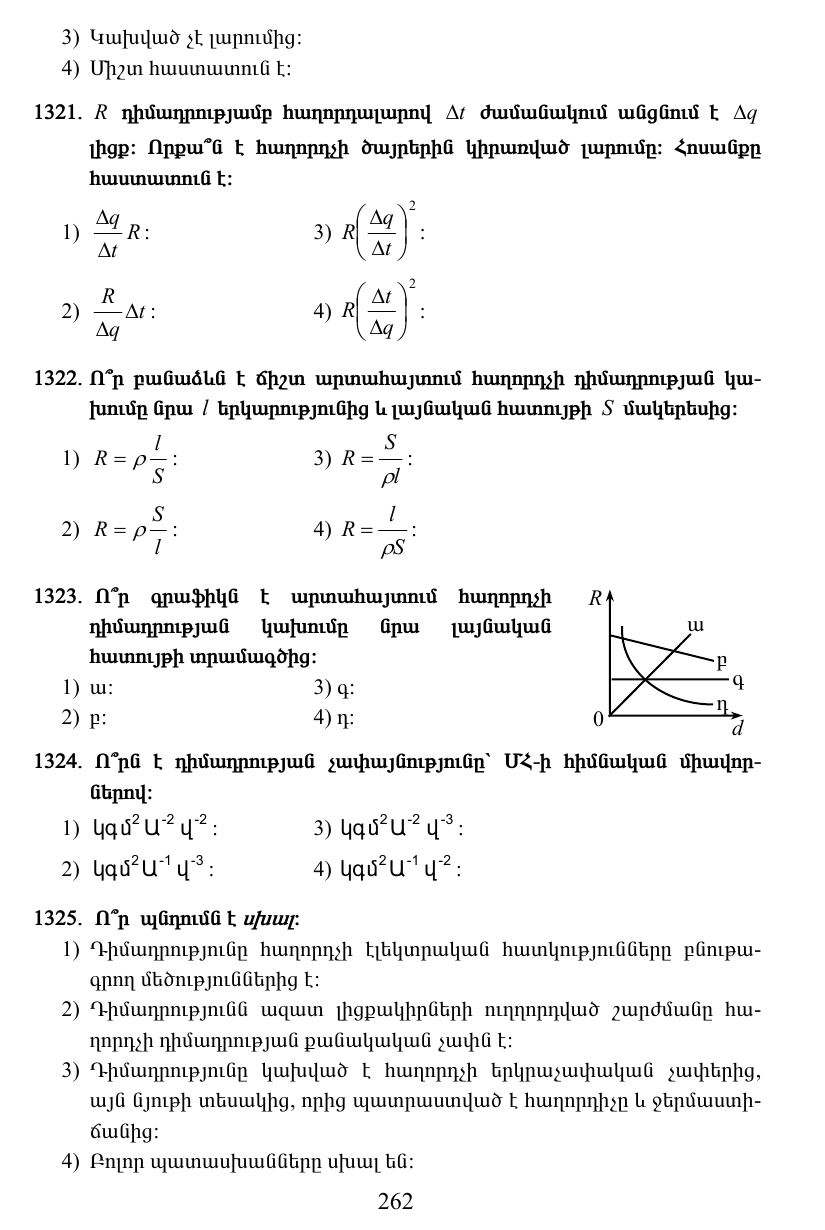 3) Կախված չէ լարումից:
4) Միշտ հաստատուն է:
1321. R դիմադրությամբ հաղորդալարով Δt ժամանակում անցնում է Δq
լիցք: Որքա՞ն է հաղորդչի ծայրերին կիրառված լարումը: Հոսանքը
հաստատուն է:
1) Δq/Δt R : 3) R(Δq/Δt)² :
2) R/Δq Δt : 4) R(Δt/Δq)² :
1322. Ո՞ր բանաձևն է ճիշտ արտահայտում հաղորդչի դիմադրության կա-
խումը նրա l երկարությունից և լայնական հատույթի S մակերեսից:
1) R = ρ l/S : 3) R = S/ρl :
2) R = ρ S/l : 4) R = l/ρS :
1323. Ո՞ր գրաֆիկն է արտահայտում հաղորդչի
դիմադրության կախումը նրա լայնական
հատույթի տրամագծից:
1) ա: 3) գ:
2) բ: 4) դ:
R
ա
բ
գ
դ
0
d
1324. Ո՞րն է դիմադրության չափայնությունը՝ ՄՀ-ի հիմնական միավոր-
ներով:
1) կգմ²Ա⁻² վ⁻² : 3) կգմ²Ա⁻² վ⁻³ :
2) կգմ²Ա⁻¹ վ⁻³ : 4) կգմ²Ա⁻¹ վ⁻² :
1325. Ո՞ր պնդումն է սխալ:
1) Դիմադրությունը հաղորդչի էլեկտրական հատկությունները բնութա-
գրող մեծություններից է:
2) Դիմադրությունն ազատ լիցքակիրների ուղղորդված շարժմանը հա-
ղորդչի դիմադրության քանակական չափն է:
3) Դիմադրությունը կախված է հաղորդչի երկրաչափական չափերից,
այն նյութի տեսակից, որից պատրաստված է հաղորդիչը և ջերմաստի-
ճանից:
4) Բոլոր պատասխանները սխալ են:
262